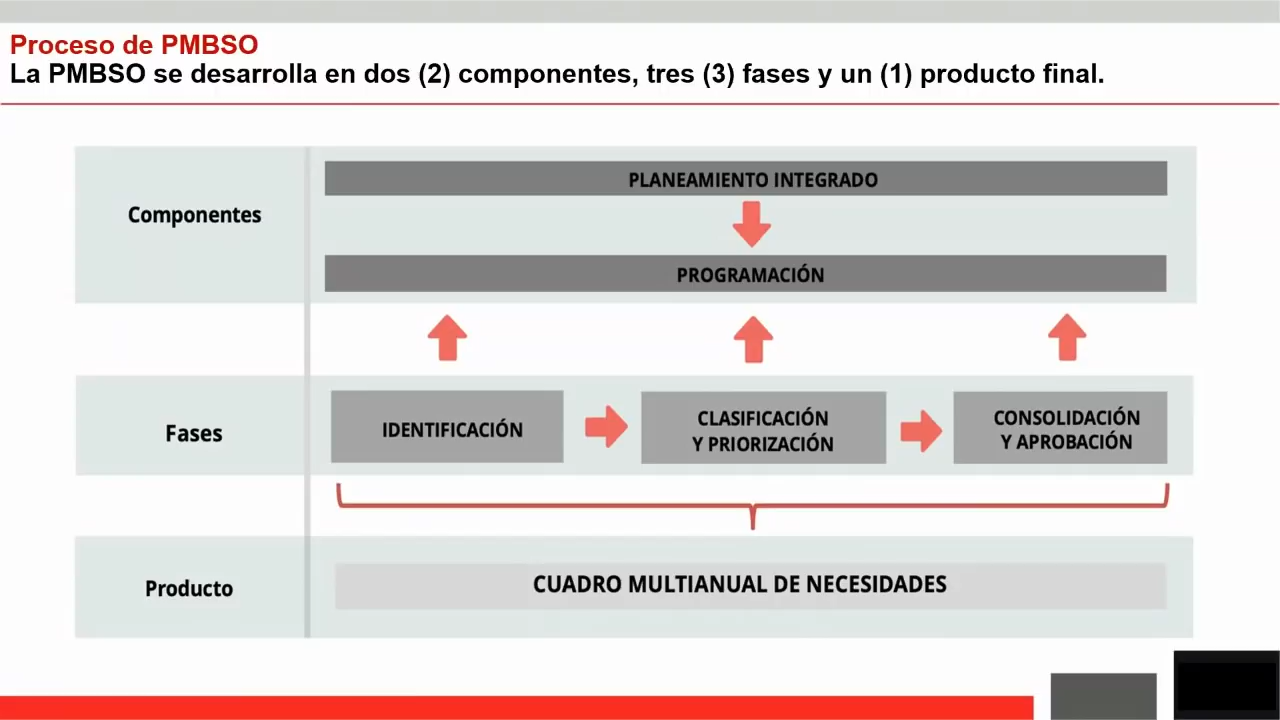 Proceso de PMBSO
La PMBSO se desarrolla en dos (2) componentes, tres (3) fases y un (1) producto final.
Componentes
PLANEAMIENTO INTEGRADO
PROGRAMACIÓN
Fases
IDENTIFICACIÓN
CLASIFICACIÓN
Y PRIORIZACIÓN
CONSOLIDACIÓN
Y APROBACIÓN
Producto
CUADRO MULTIANUAL DE NECESIDADES